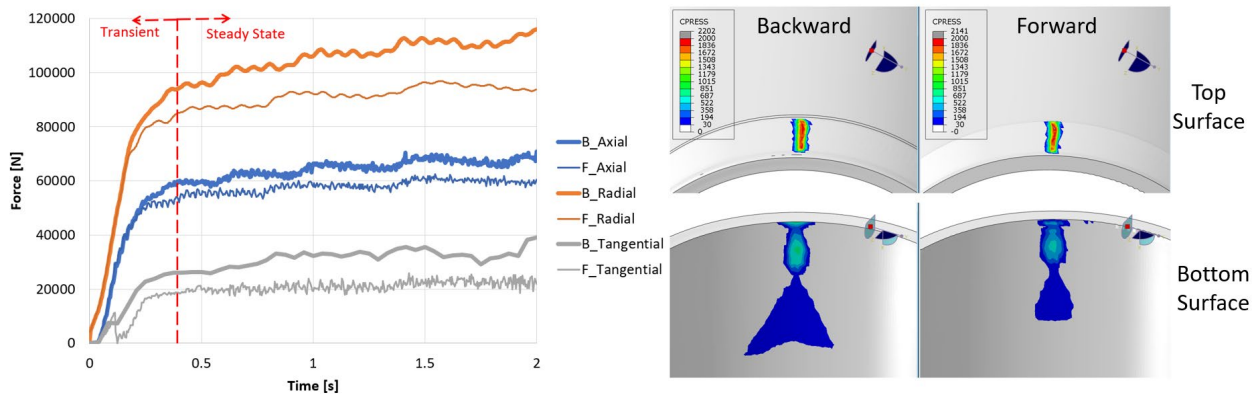 Transient
Steady State
120000
100000
80000
60000
40000
20000
0
Force [N]
0
0.5
1
1.5
2
Time [s]
B_Axial
F_Axial
B_Radial
F_Radial
B_Tangential
F_Tangential
Backward
Forward
CPRESS
2202
2000
1836
1672
1508
1343
1179
1015
851
687
522
358
194
30
0
CPRESS
2141
2000
1836
1672
1508
1343
1179
1015
851
687
522
358
194
30
-0
Top
Surface
Bottom
Surface